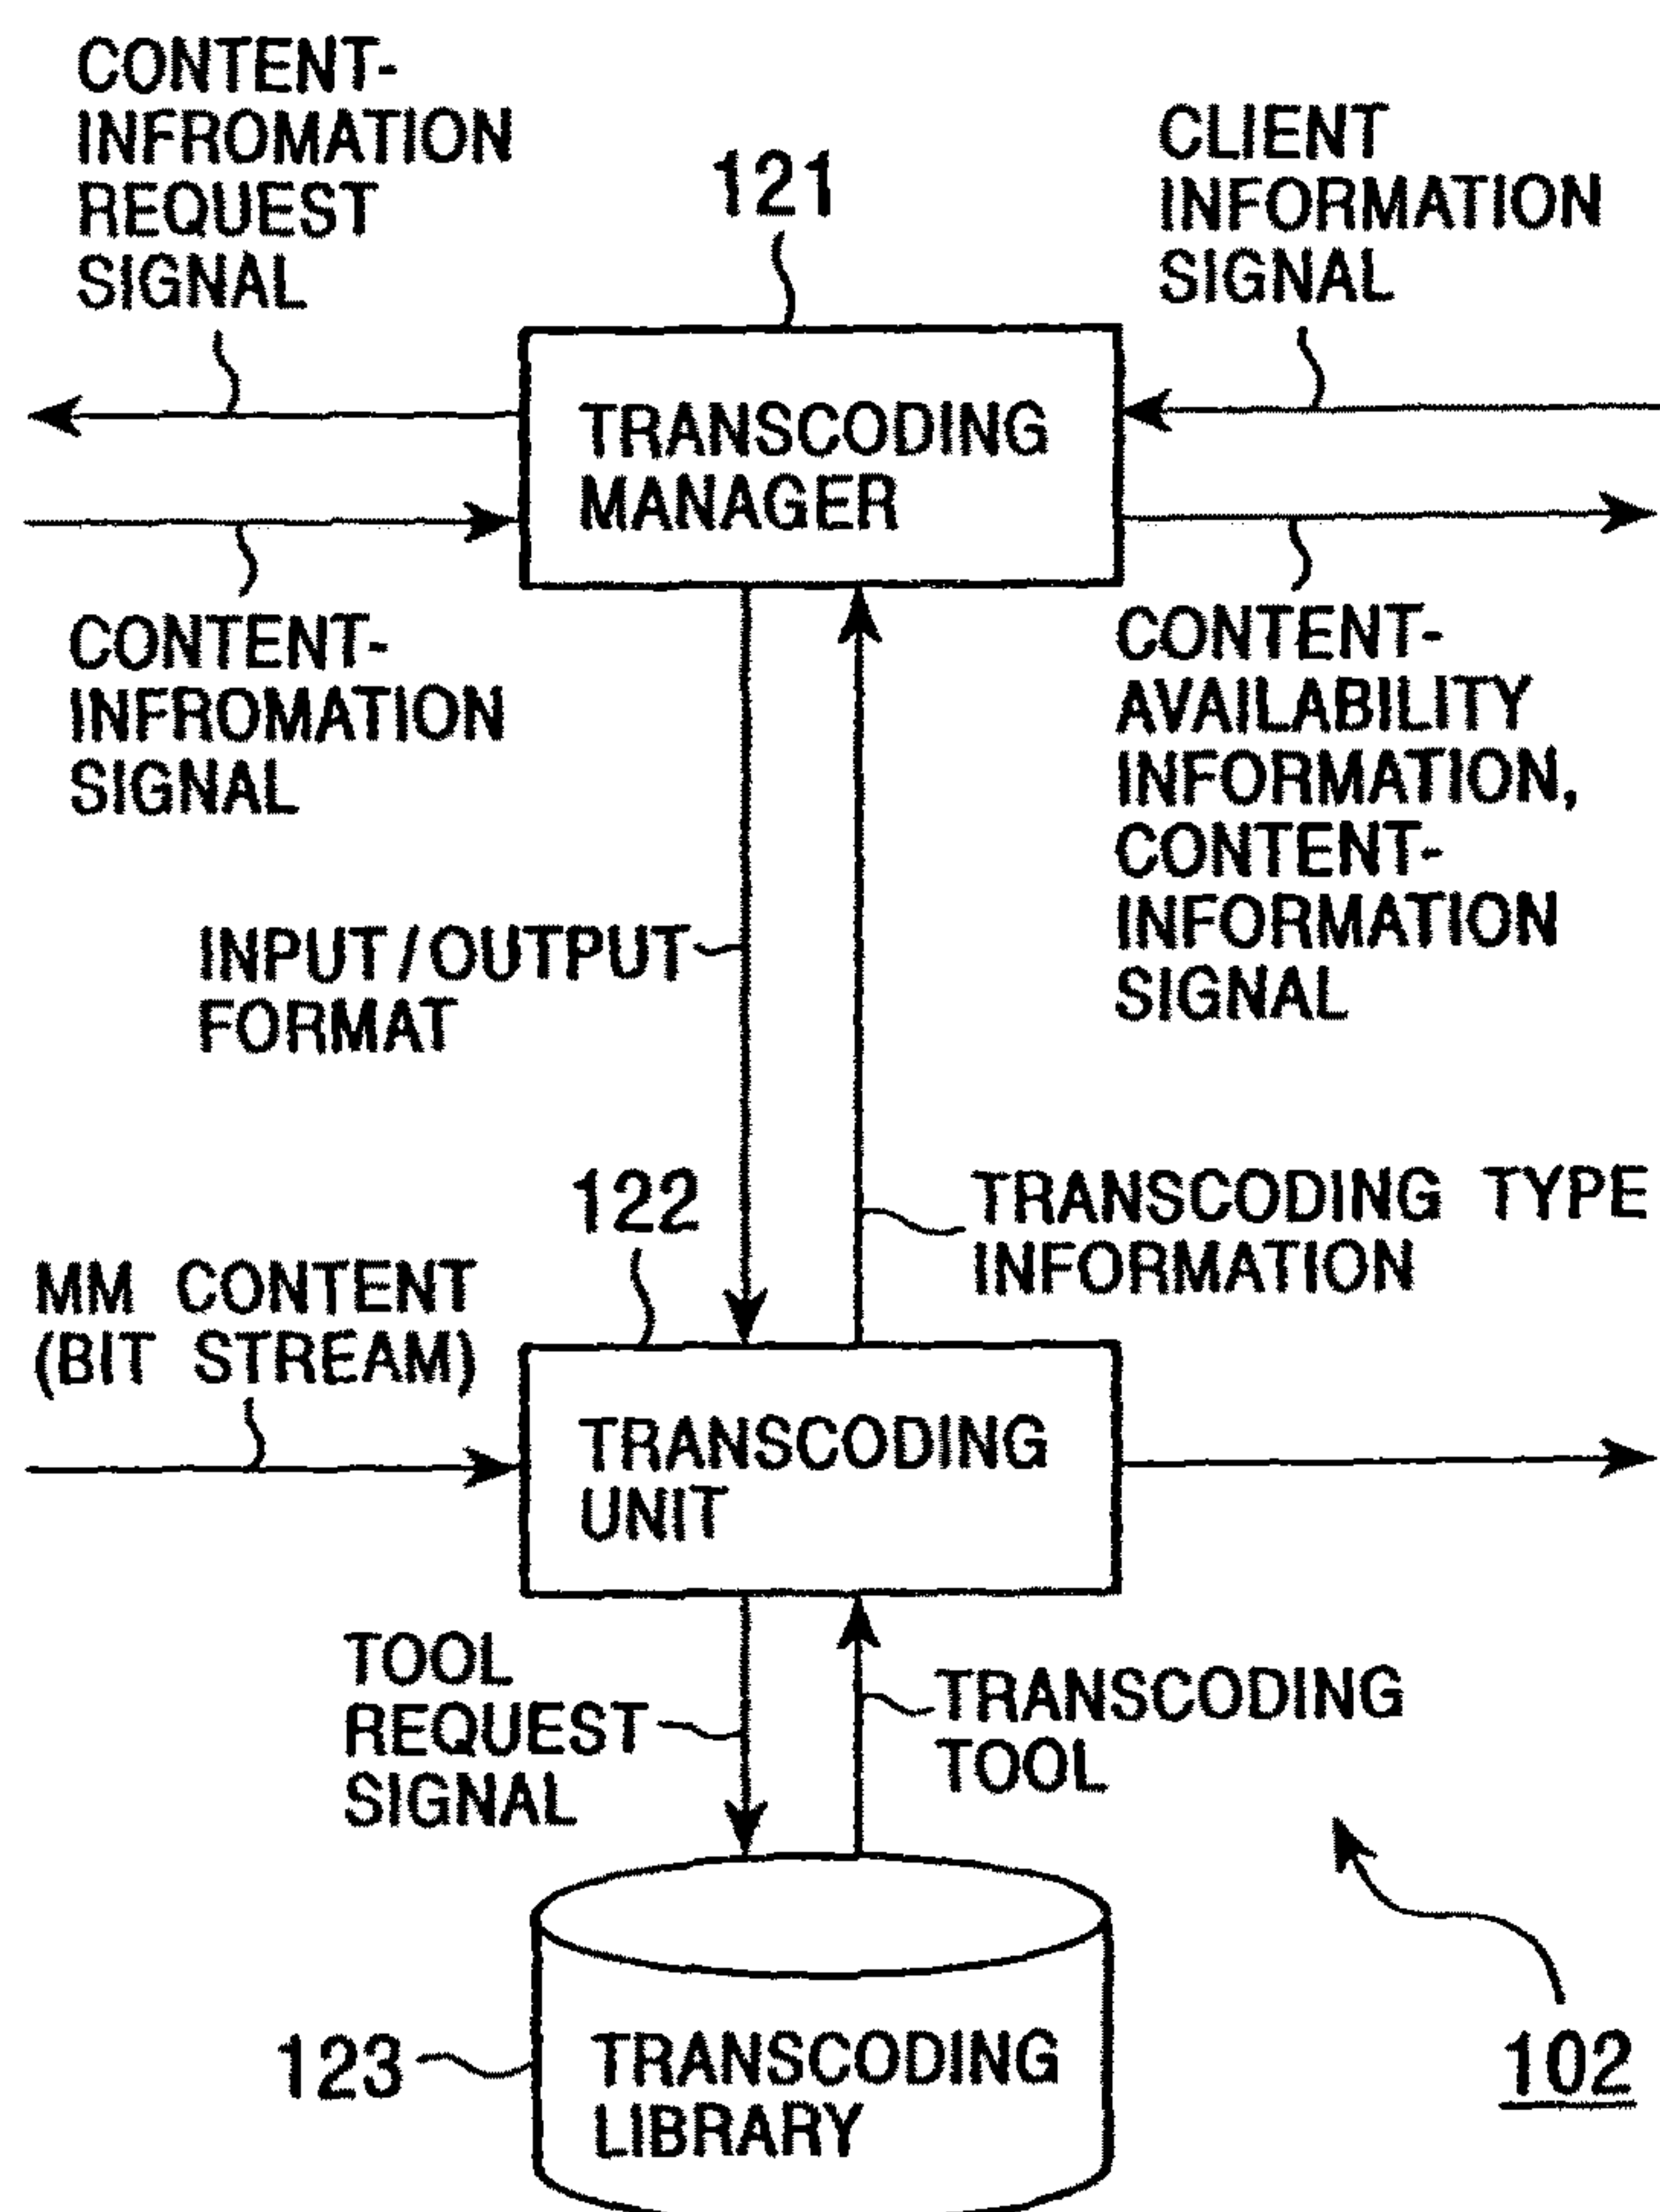 CONTENT-
INFROMATION
REQUEST
SIGNAL
121
CLIENT
INFORMATION
SIGNAL
TRANSCODING
MANAGER
CONTENT-
INFROMATION
SIGNAL
CONTENT-
AVAILABILITY
INFORMATION,
CONTENT-
INFORMATION
SIGNAL
INPUT/OUTPUT
FORMAT
122
TRANSCODING TYPE
INFORMATION
MM CONTENT
(BIT STREAM)
TRANSCODING
UNIT
TOOL
REQUEST
SIGNAL
TRANSCODING
TOOL
123
TRANSCODING
LIBRARY
102